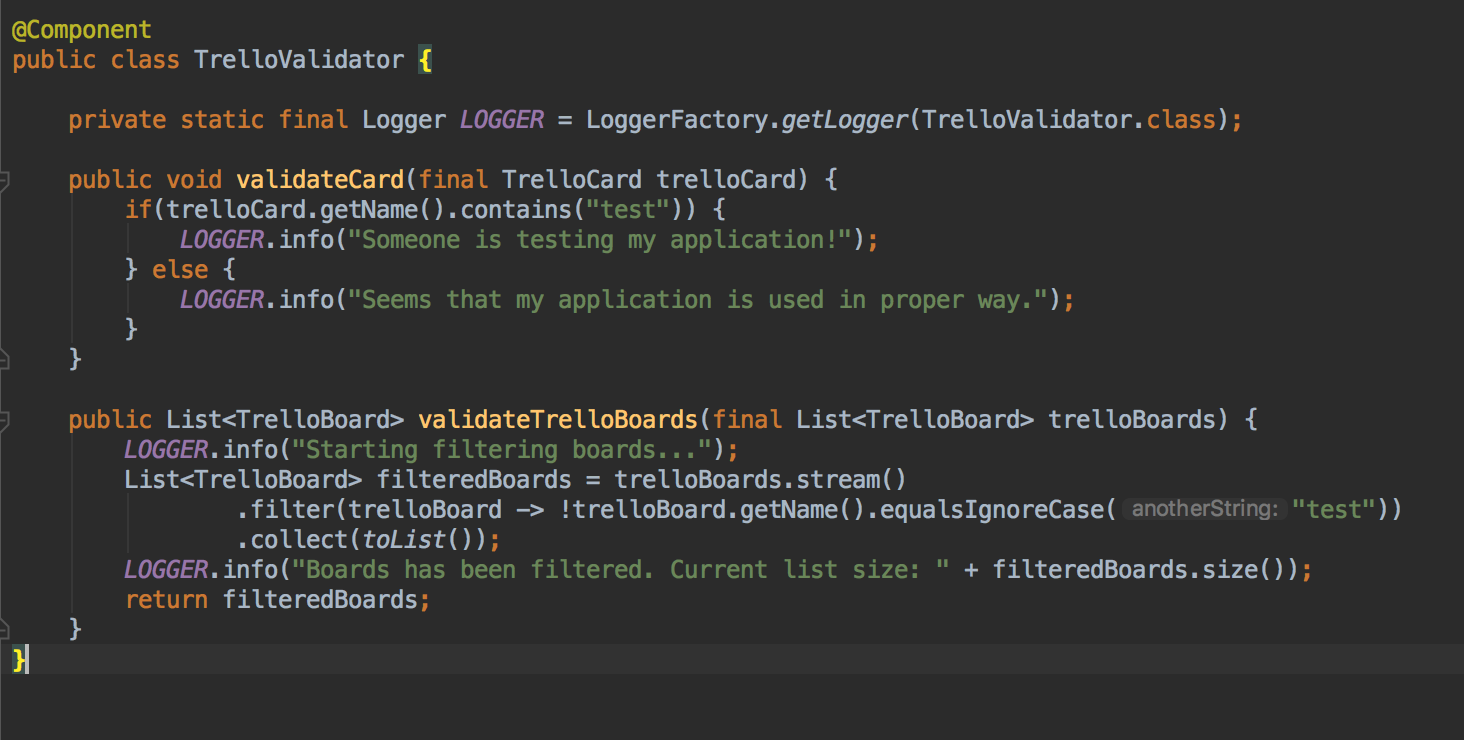 @Component
public class TrelloValidator {
private static final Logger LOGGER = LoggerFactory.getLogger(TrelloValidator.class);
public void validateCard(final TrelloCard trelloCard) {
if(trelloCard.getName().contains("test")) {
LOGGER.info("Someone is testing my application!");
} else {
LOGGER.info("Seems that my application is used in proper way.");
}
}
public List<TrelloBoard> validateTrelloBoards(final List<TrelloBoard> trelloBoards) {
LOGGER.info("Starting filtering boards...");
List<TrelloBoard> filteredBoards = trelloBoards.stream()
.filter(trelloBoard -> !trelloBoard.getName().equalsIgnoreCase( anotherString: "test"))
.collect(toList());
LOGGER.info("Boards has been filtered. Current list size: " + filteredBoards.size());
return filteredBoards;
}
}